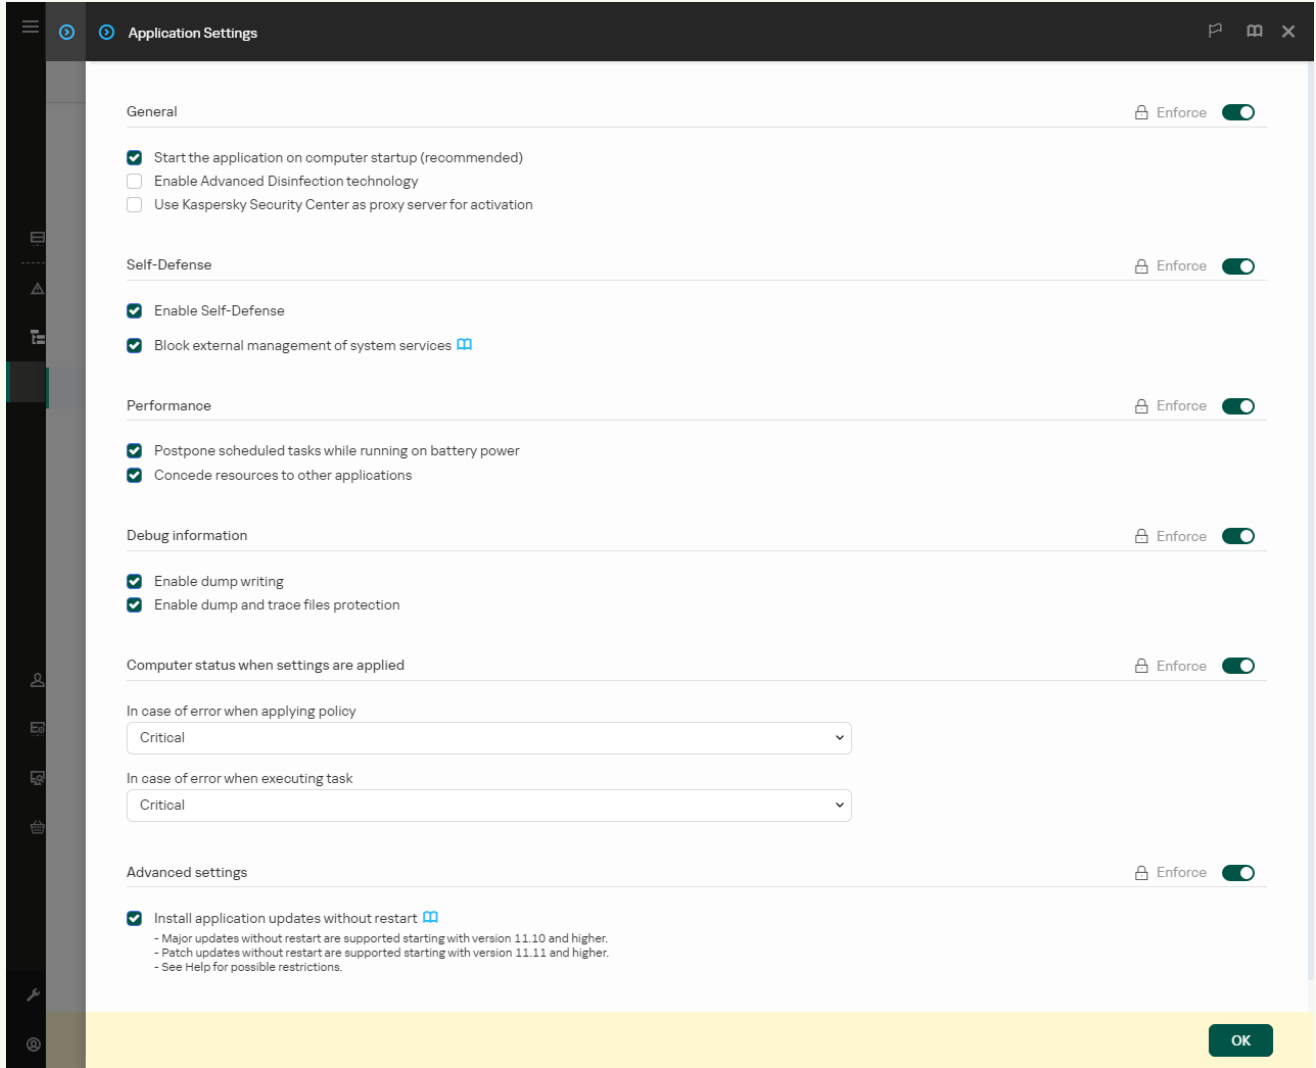 Application Settings
General
Enforce
Start the application on computer startup (recommended)
Enable Advanced Disinfection technology
Use Kaspersky Security Center as proxy server for activation
Self-Defense
Enforce
Enable Self-Defense
Block external management of system services
Performance
Enforce
Postpone scheduled tasks while running on battery power
Concede resources to other applications
Debug information
Enforce
Enable dump writing
Enable dump and trace files protection
Computer status when settings are applied
Enforce
In case of error when applying policy
Critical
In case of error when executing task
Critical
Advanced settings
Enforce
Install application updates without restart
- Major updates without restart are supported starting with version 11.10 and higher.
- Patch updates without restart are supported starting with version 11.11 and higher.
- See Help for possible restrictions.
OK